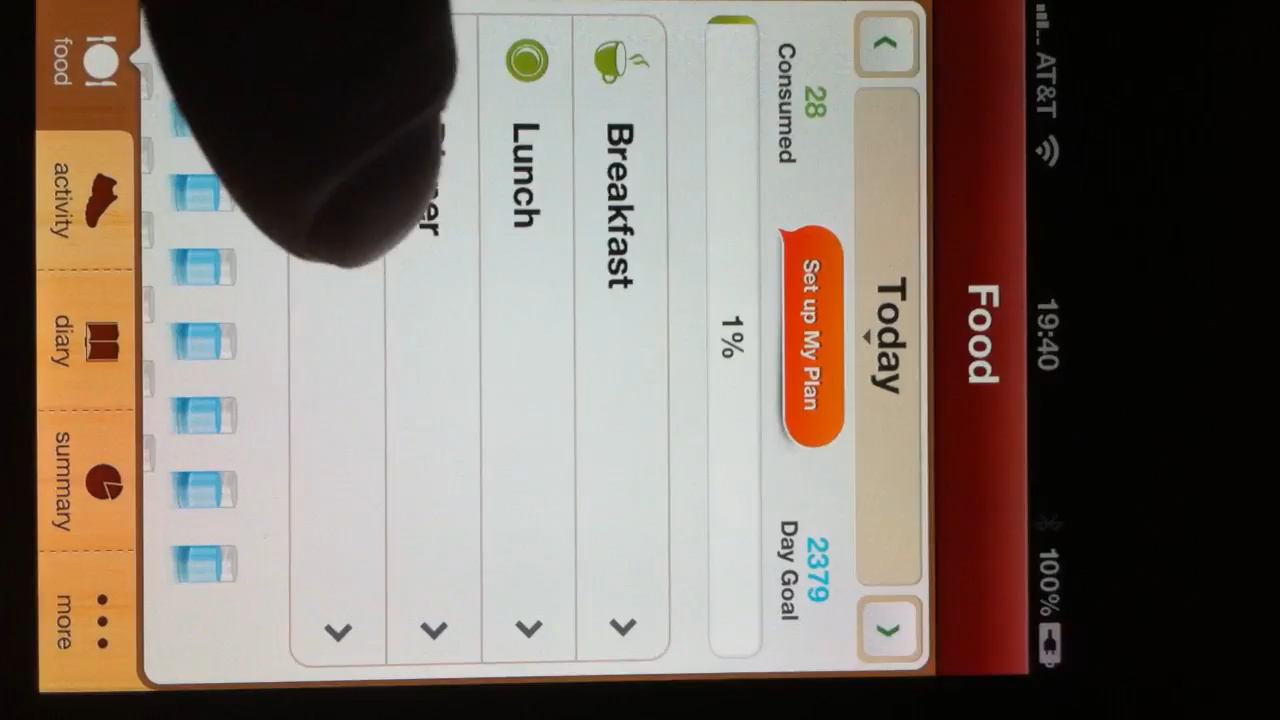 AT&T 19:40 100%
Food
Today
28 Set up My Plan 2379
Consumed Day Goal
1%
Breakfast
Lunch
food activity diary summary more